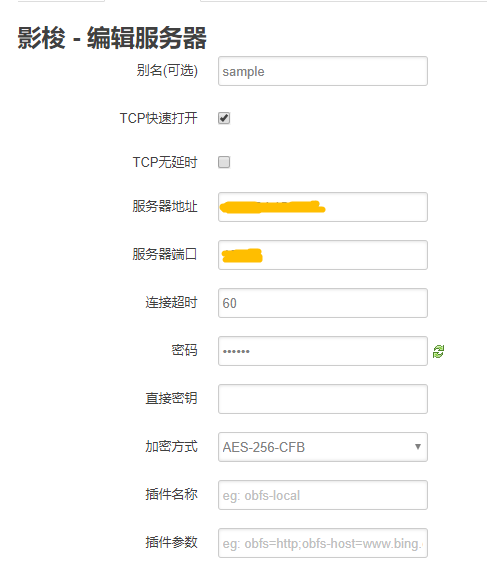 影梭 - 编辑服务器
别名(可选) sample
TCP快速打开
TCP无延时
服务器地址
服务器端口
连接超时 60
密码 ••••••
直接密钥
加密方式 AES-256-CFB
插件名称 eg: obfs-local
插件参数 eg: obfs=http;obfs-host=www.bing.